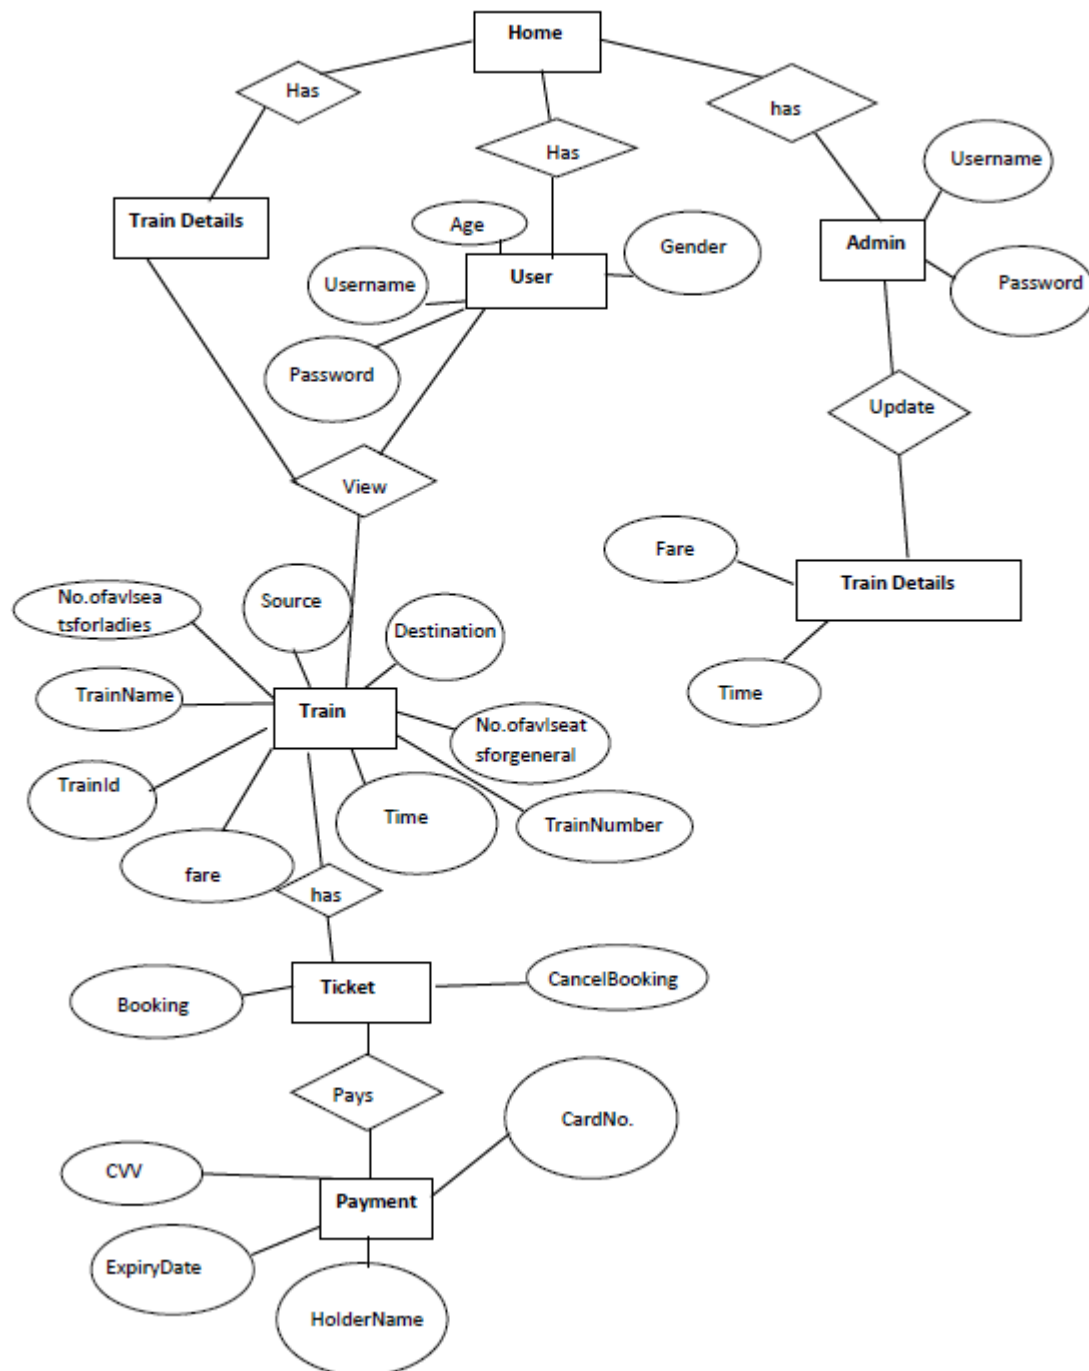 Home
Has
has
Has
Username
Train Details
Age
Gender
Admin
User
Username
Password
Password
Update
View
Fare
Train Details
No.ofavlsea
tsforladies
Source
Destination
TrainName
Time
Train
No.ofavlseat
sforgeneral
TrainId
Time
TrainNumber
fare
has
Ticket
CancelBooking
Booking
Pays
CardNo.
CVV
Payment
ExpiryDate
HolderName